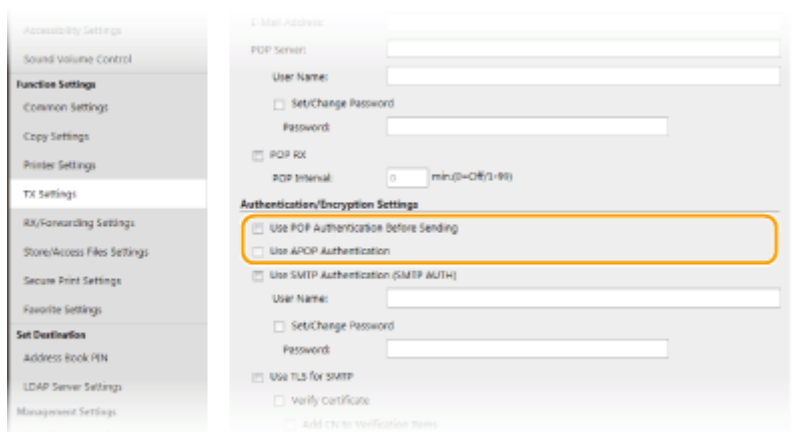 Accessibility Settings
Sound Volume Control
Function Settings
Common Settings
Copy Settings
Printer Settings
TX Settings
RX/Forwarding Settings
Store/Access Files Settings
Secure Print Settings
Favorite Settings
Set Destination
Address Book PIN
LDAP Server Settings
Management Settings
E-Mail Address:
POP Server:
User Name:
Set/Change Password
Password:
POP RX
POP Interval: 0 min.(0=Off/1-99)
Authentication/Encryption Settings
Use POP Authentication Before Sending
Use APOP Authentication
Use SMTP Authentication (SMTP AUTH)
User Name:
Set/Change Password
Password:
Use TLS for SMTP
Verify Certificate
Add CN to Verification Items